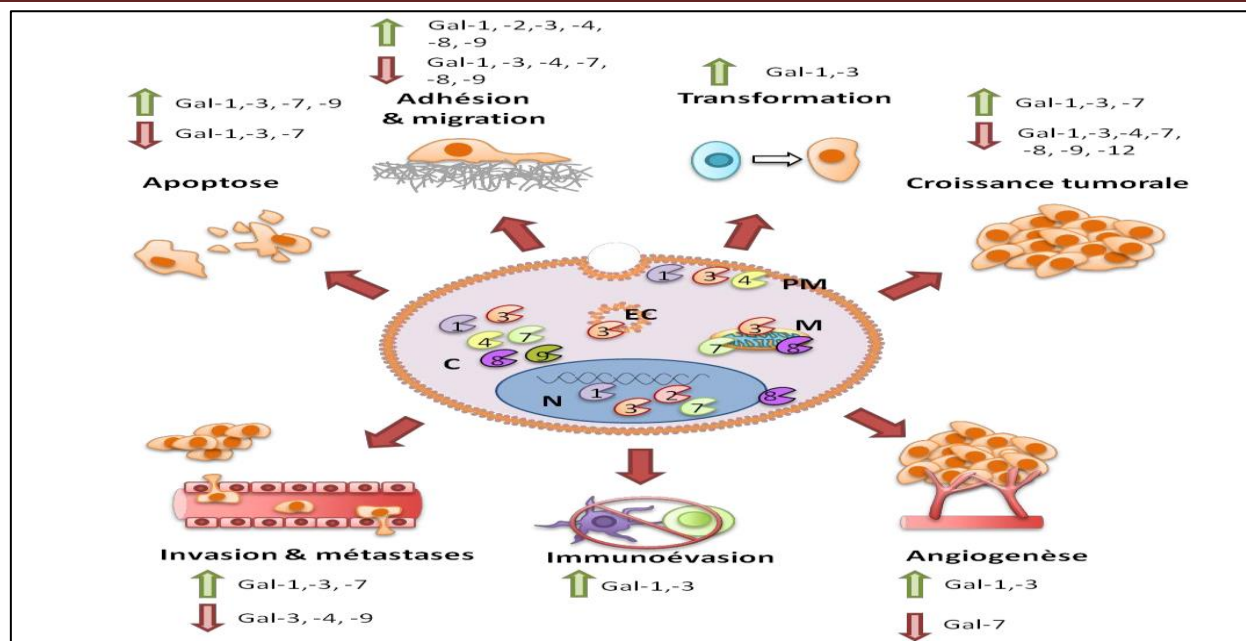 Gal-1, -2,-3, -4,
-8, -9
Gal-1, -3, -4, -7,
-8, -9
Adhésion
& migration
Gal-1,-3
Transformation
Gal-1,-3, -7, -9
Gal-1,-3, -7
Apoptose
Gal-1,-3, -7
Gal-1,-3,-4,-7,
-8, -9, -12
Croissance tumorale
1 3 4 PM
1 3 EC 3
4 7
8 9
C
3 M
7 8
N 1 2
3 7 8
Invasion & métastases
Gal-1,-3, -7
Gal-3, -4, -9
Immunoévasion
Gal-1,-3
Angiogenèse
Gal-1,-3
Gal-7